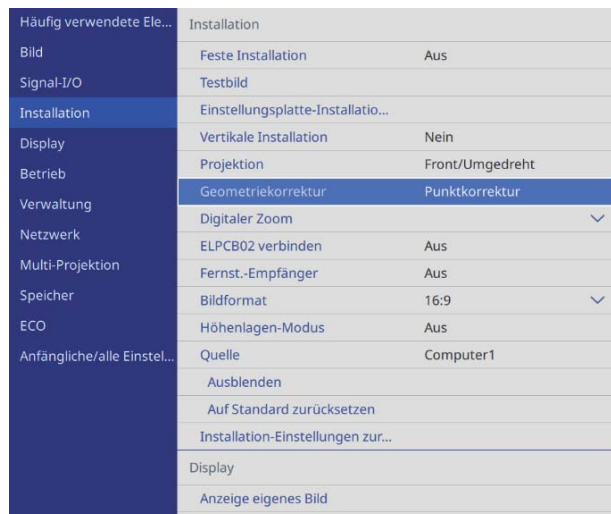 Häufig verwendete Ele...
Bild
Signal-I/O
Installation
Display
Betrieb
Verwaltung
Netzwerk
Multi-Projektion
Speicher
ECO
Anfängliche/alle Einstel...
Installation
Feste Installation Aus
Testbild
Einstellungsplatte-Installatio...
Vertikale Installation Nein
Projektion Front/Umgedreht
Geometriekorrektur Punktkorrektur
Digitaler Zoom
ELPCB02 verbinden Aus
Fernst.-Empfänger Aus
Bildformat 16:9
Höhenlagen-Modus Aus
Quelle Computer1
Ausblenden
Auf Standard zurücksetzen
Installation-Einstellungen zur...
Display
Anzeige eigenes Bild